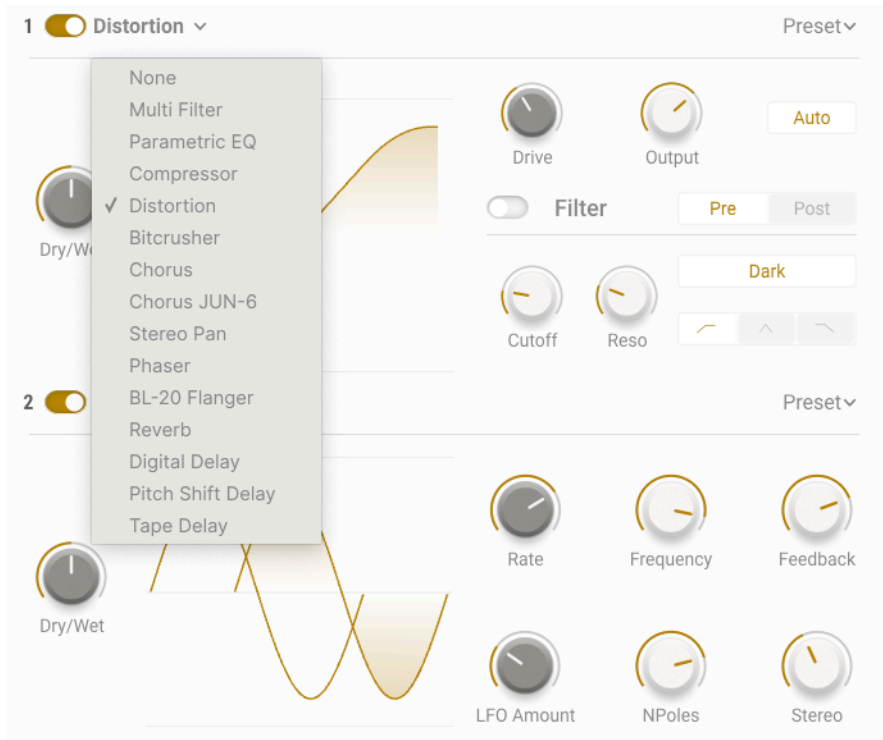 1 Distortion Preset
None
Multi Filter
Parametric EQ
Compressor
✓ Distortion
Bitcrusher
Chorus
Chorus JUN-6
Stereo Pan
Phaser
BL-20 Flanger
Reverb
Digital Delay
Pitch Shift Delay
Tape Delay
Dry/We
Drive Output Auto
Filter Pre Post
Dark
Cutoff Reso
2 Preset
Dry/Wet
Rate Frequency Feedback
LFO Amount NPoles Stereo